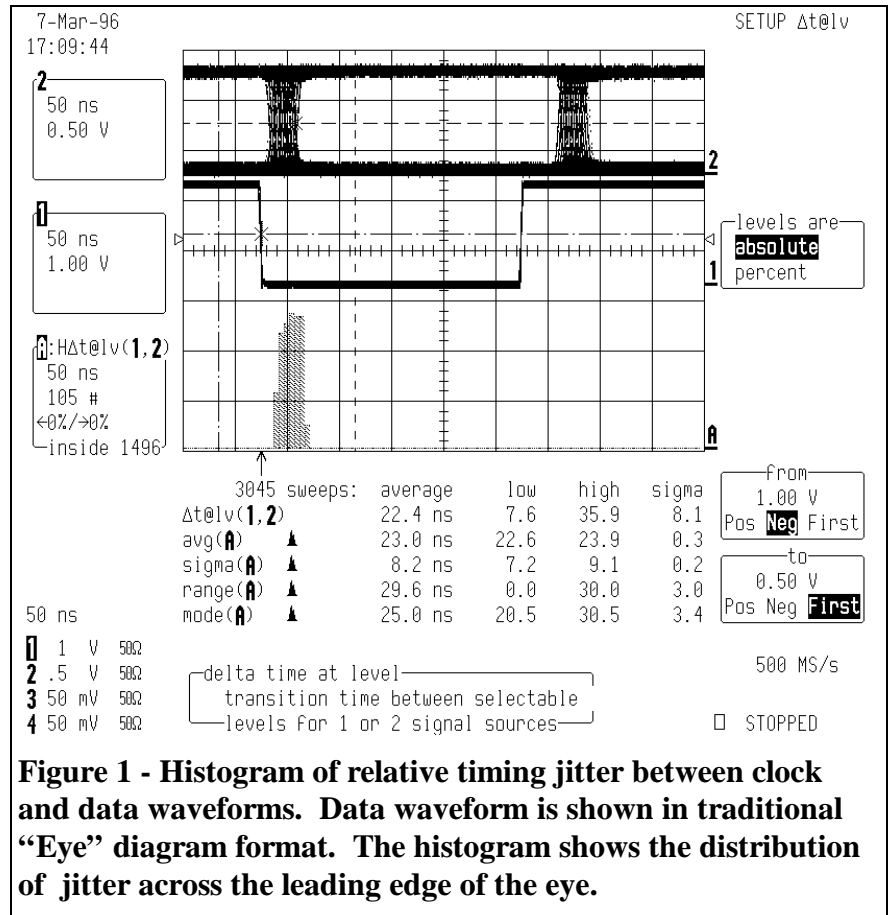 7-Mar-96
17:09:44
SETUP Δt@lv
2
50 ns
0.50 V
1
50 ns
1.00 V
A:HΔt@lv(1,2)
50 ns
105 #
←0%/→0%
inside 1496
2
1
A
levels are
absolute
percent
3045 sweeps: average low high sigma
Δt@lv(1,2) 22.4 ns 7.6 35.9 8.1
avg(A) 23.0 ns 22.6 23.9 0.3
sigma(A) 8.2 ns 7.2 9.1 0.2
range(A) 29.6 ns 0.0 30.0 3.0
mode(A) 25.0 ns 20.5 30.5 3.4
from
1.00 V
Pos Neg First
to
0.50 V
Pos Neg First
50 ns
1 1 V 50Ω
2 .5 V 50Ω
3 50 mV 50Ω
4 50 mV 50Ω
delta time at level
transition time between selectable
levels for 1 or 2 signal sources
500 MS/s
STOPPED
Figure 1 - Histogram of relative timing jitter between clock
and data waveforms. Data waveform is shown in traditional
“Eye” diagram format. The histogram shows the distribution
of jitter across the leading edge of the eye.